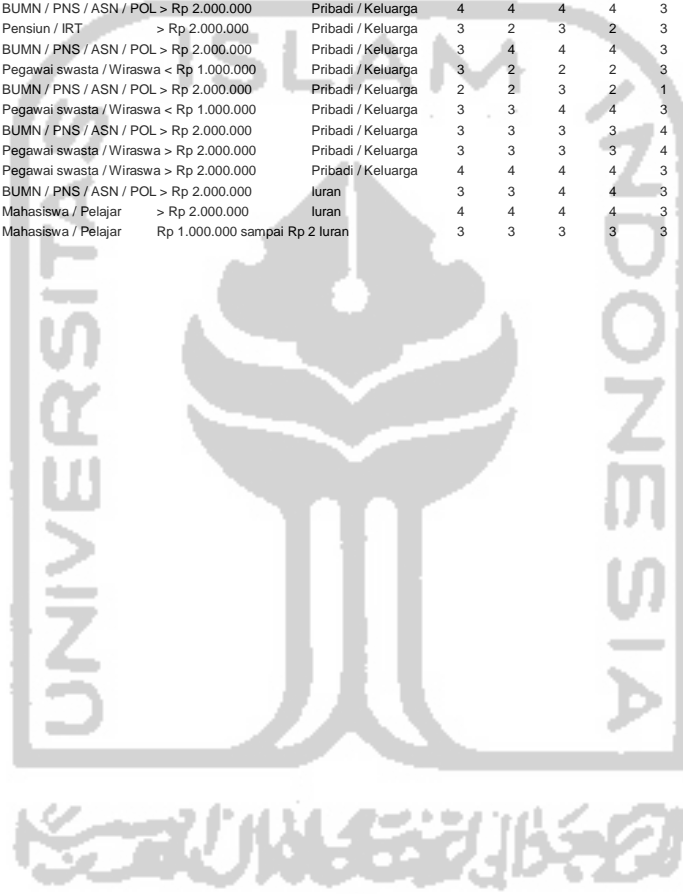 BUMN / PNS / ASN / POL > Rp 2.000.000 Pribadi / Keluarga 4 4 4 4 3
Pensiun / IRT > Rp 2.000.000 Pribadi / Keluarga 3 2 3 2 3
BUMN / PNS / ASN / POL > Rp 2.000.000 Pribadi / Keluarga 3 4 4 4 3
Pegawai swasta / Wiraswa < Rp 1.000.000 Pribadi / Keluarga 3 2 2 2 3
BUMN / PNS / ASN / POL > Rp 2.000.000 Pribadi / Keluarga 2 2 3 2 1
Pegawai swasta / Wiraswa < Rp 1.000.000 Pribadi / Keluarga 3 3 4 4 3
BUMN / PNS / ASN / POL > Rp 2.000.000 Pribadi / Keluarga 3 3 3 3 4
Pegawai swasta / Wiraswa > Rp 2.000.000 Pribadi / Keluarga 3 3 3 3 4
Pegawai swasta / Wiraswa > Rp 2.000.000 Pribadi / Keluarga 4 4 4 4 3
BUMN / PNS / ASN / POL > Rp 2.000.000 Iuran 3 3 4 4 3
Mahasiswa / Pelajar > Rp 2.000.000 Iuran 4 4 4 4 3
Mahasiswa / Pelajar Rp 1.000.000 sampai Rp 2 Iuran 3 3 3 3 3
UNIVERSITAS
ISLAM
INDONESIA